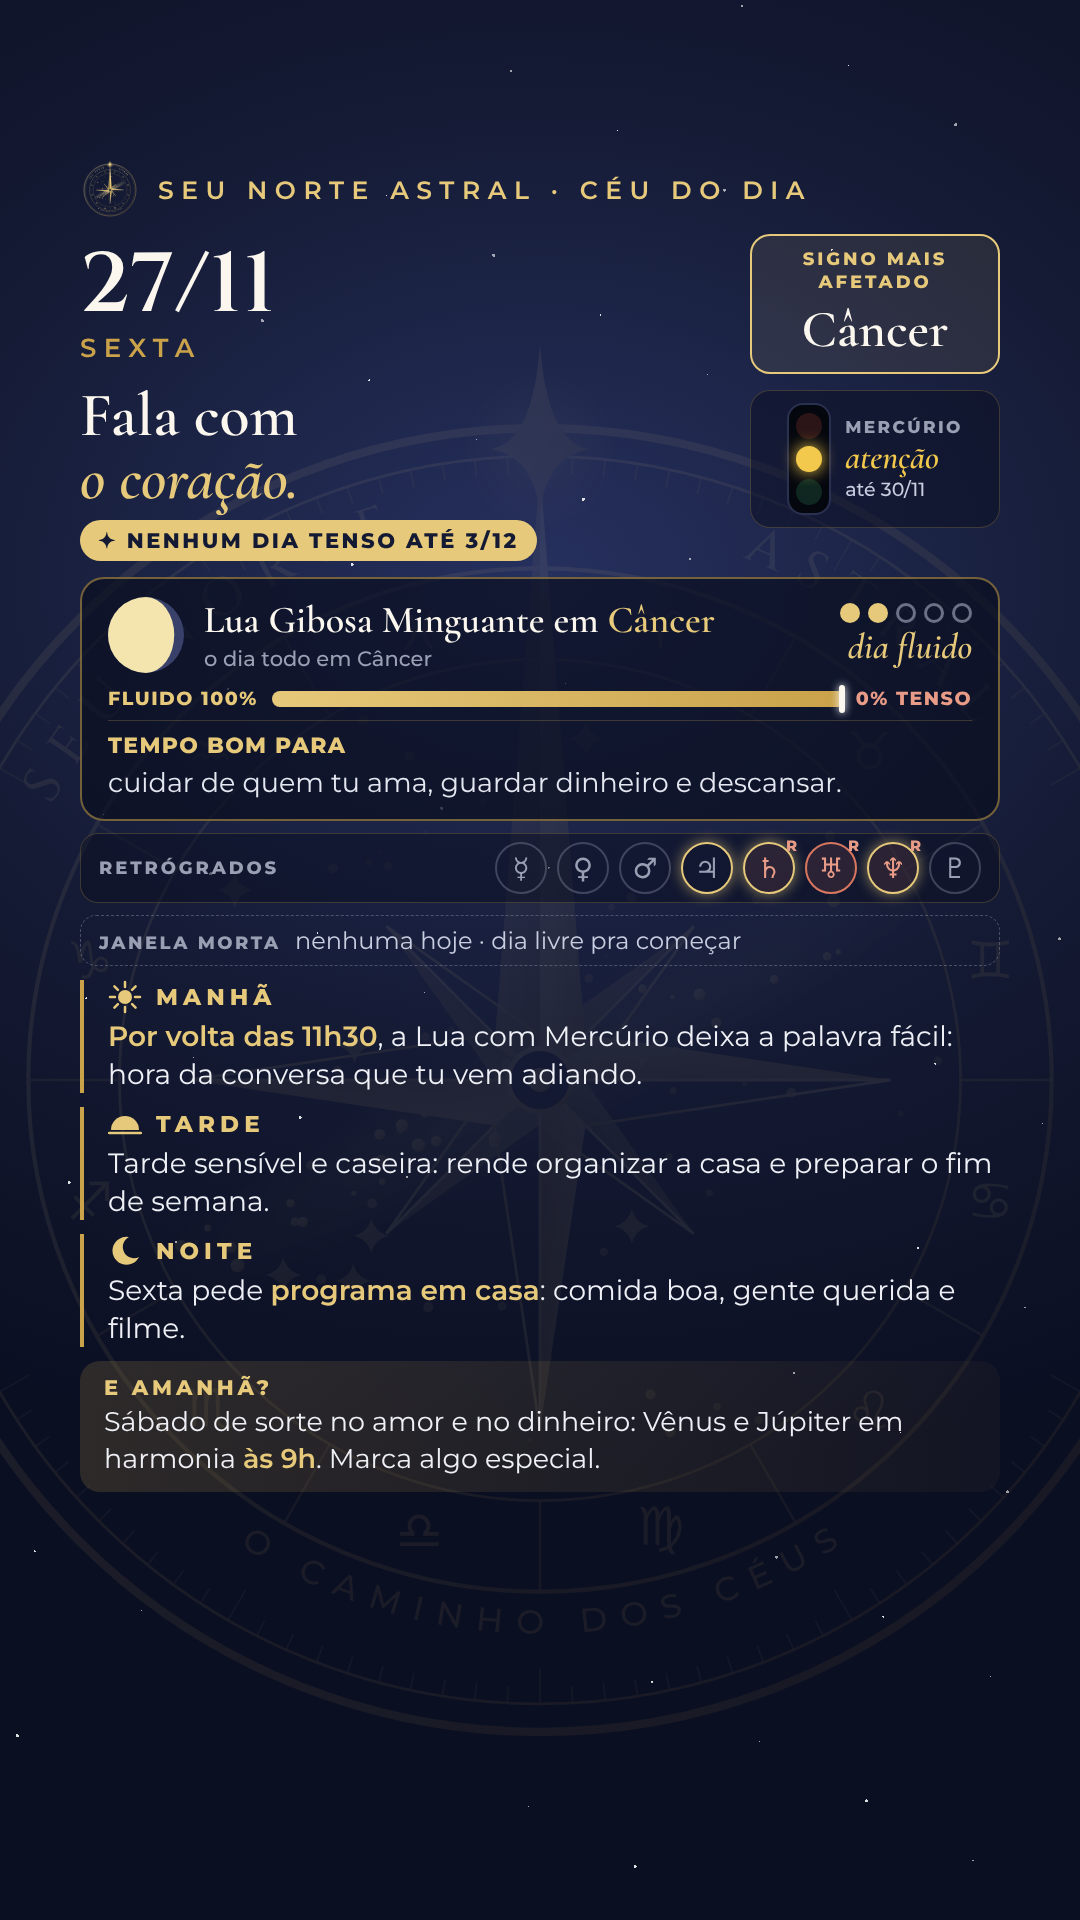 SEU NORTE ASTRAL · CÉU DO DIA
27/11
SEXTA
Fala com
o coração.
SIGNO MAIS
AFETADO
Câncer
MERCÚRIO
atenção
até 30/11
✦ NENHUM DIA TENSO ATÉ 3/12
Lua Gibosa Minguante em Câncer
o dia todo em Câncer
dia fluido
FLUIDO 100%
0% TENSO
TEMPO BOM PARA
cuidar de quem tu ama, guardar dinheiro e descansar.
RETRÓGRADOS
☿ ♀ ♂ ♃ ♄ R ♅ R ♆ R ♇
JANELA MORTA nenhuma hoje · dia livre pra começar
MANHÃ
Por volta das 11h30, a Lua com Mercúrio deixa a palavra fácil:
hora da conversa que tu vem adiando.
TARDE
Tarde sensível e caseira: rende organizar a casa e preparar o fim
de semana.
NOITE
Sexta pede programa em casa: comida boa, gente querida e
filme.
E AMANHÃ?
Sábado de sorte no amor e no dinheiro: Vênus e Júpiter em
harmonia às 9h. Marca algo especial.
O CAMINHO DOS CÉUS